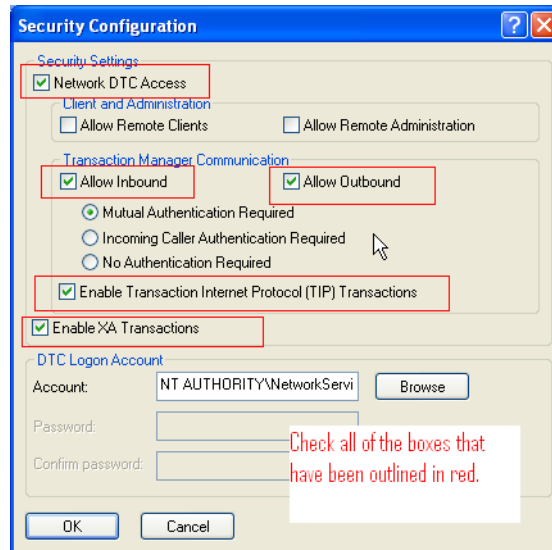 Security Configuration
Security Settings
Network DTC Access
Client and Administration
Allow Remote Clients Allow Remote Administration
Transaction Manager Communication
Allow Inbound Allow Outbound
Mutual Authentication Required
Incoming Caller Authentication Required
No Authentication Required
Enable Transaction Internet Protocol (TIP) Transactions
Enable XA Transactions
DTC Logon Account
Account: NT AUTHORITY\NetworkServi Browse
Password:
Confirm password:
Check all of the boxes that
have been outlined in red.
OK Cancel